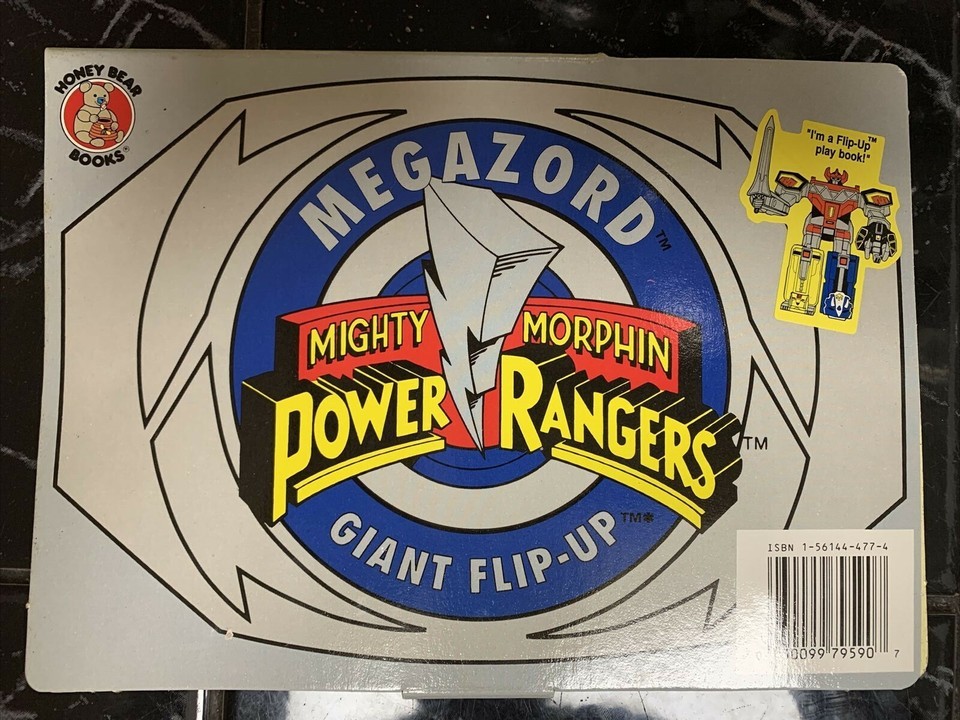 HONEY BEAR
BOOKS®
"I'm a Flip-Up™
play book!"
MEGAZORD™
MIGHTY MORPHIN
POWER RANGERS™
GIANT FLIP-UP™*
ISBN 1-56144-477-4
0099 79590 7